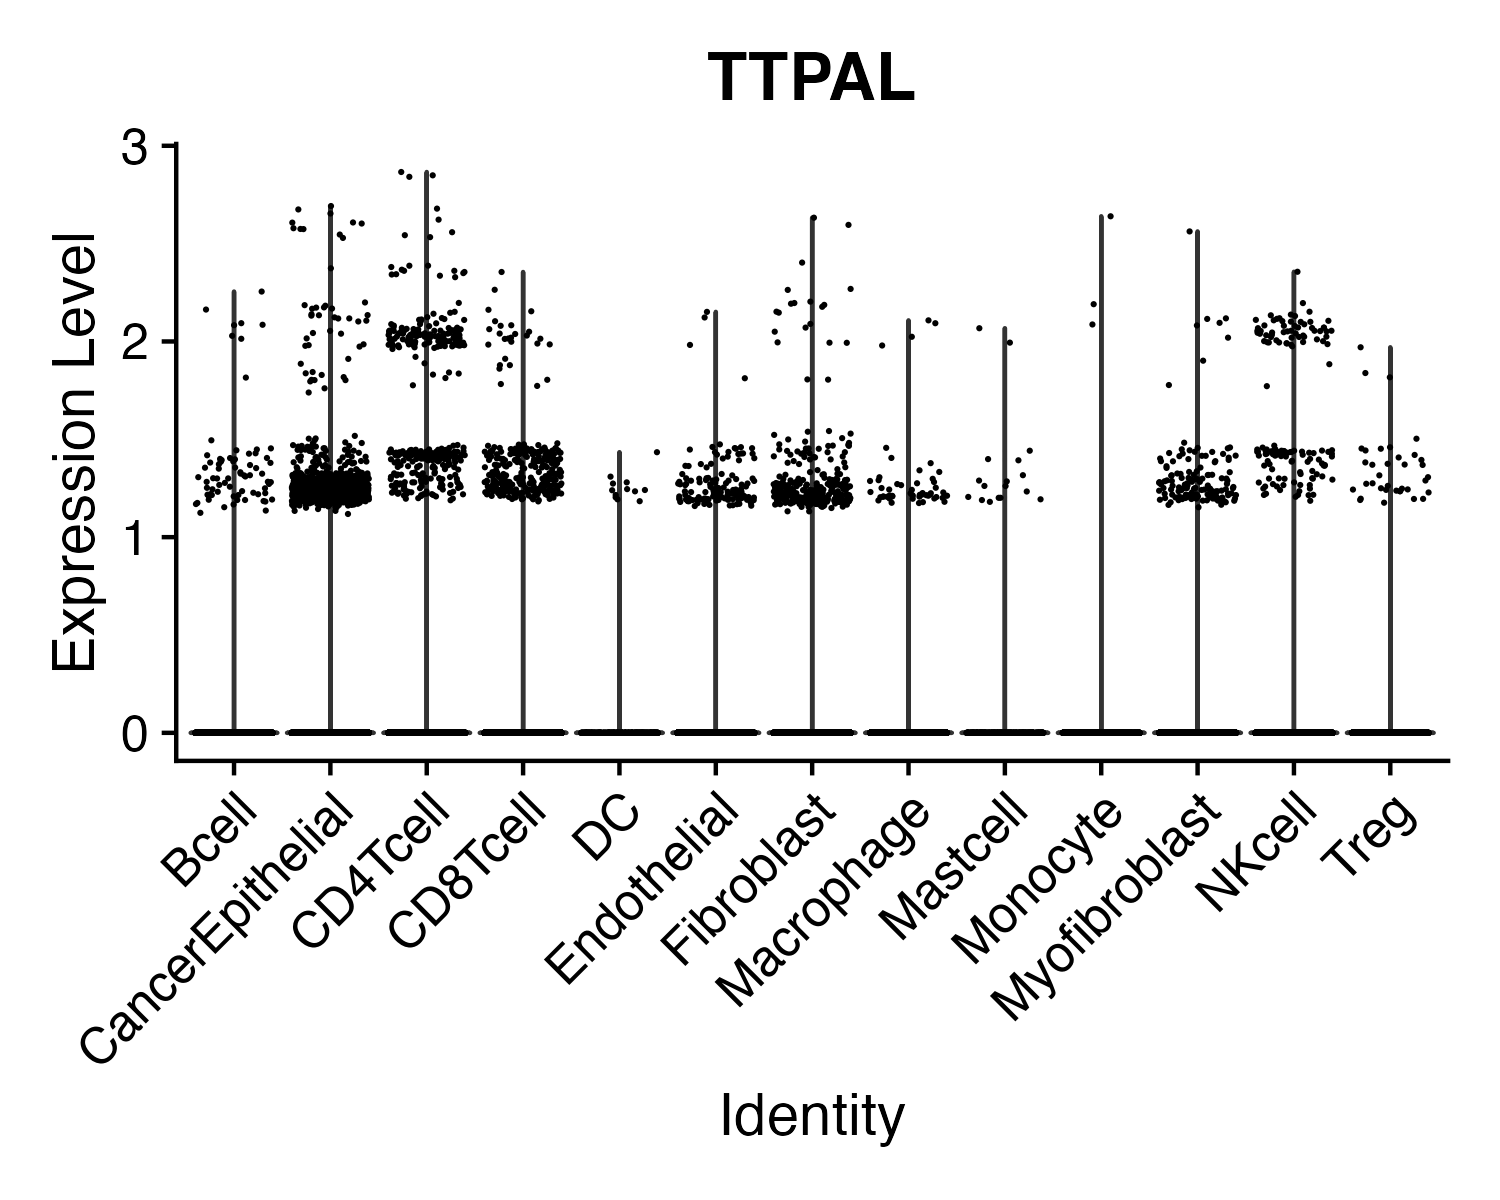 TTPAL
Expression Level
3
2
1
0
Bcell
CancerEpithelial
CD4Tcell
CD8Tcell
DC
Endothelial
Fibroblast
Macrophage
Mastcell
Monocyte
Myofibroblast
NKcell
Treg
Identity